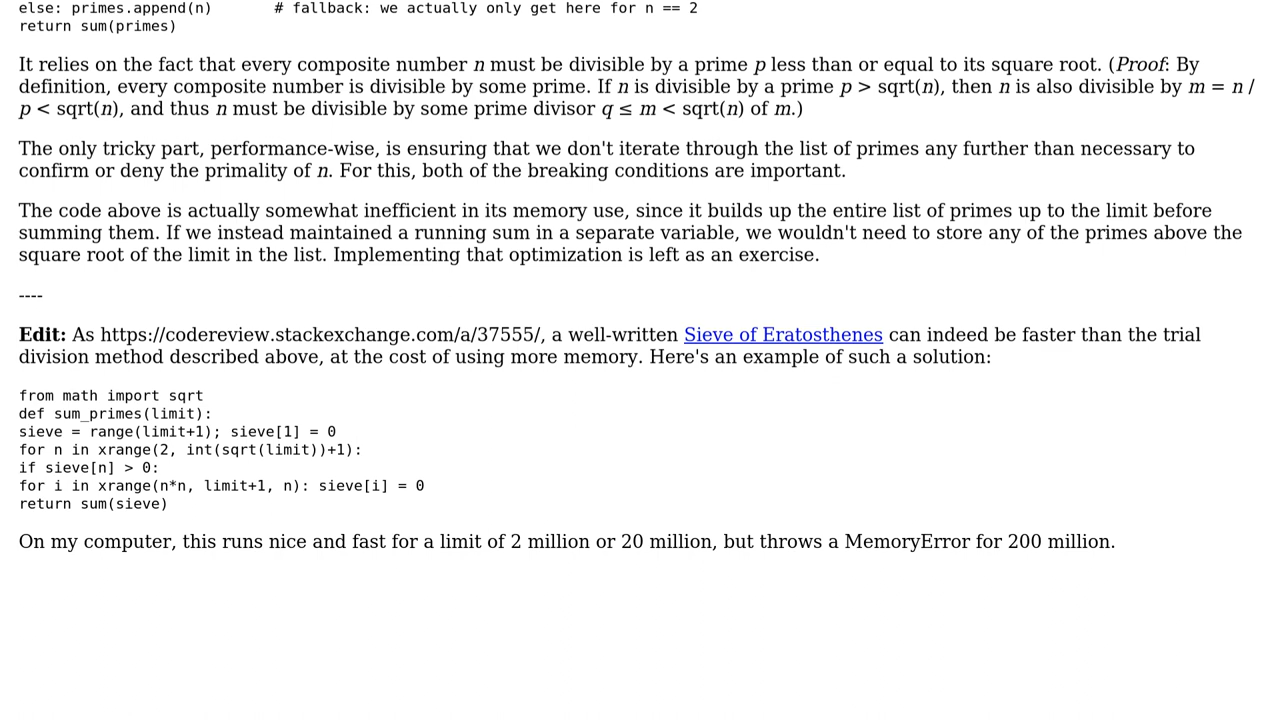 else: primes.append(n)       # fallback: we actually only get here for n == 2
return sum(primes)
It relies on the fact that every composite number n must be divisible by a prime p less than or equal to its square root. (Proof: By
definition, every composite number is divisible by some prime. If n is divisible by a prime p > sqrt(n), then n is also divisible by m = n /
p < sqrt(n), and thus n must be divisible by some prime divisor q ≤ m < sqrt(n) of m.)
The only tricky part, performance-wise, is ensuring that we don't iterate through the list of primes any further than necessary to
confirm or deny the primality of n. For this, both of the breaking conditions are important.
The code above is actually somewhat inefficient in its memory use, since it builds up the entire list of primes up to the limit before
summing them. If we instead maintained a running sum in a separate variable, we wouldn't need to store any of the primes above the
square root of the limit in the list. Implementing that optimization is left as an exercise.
----
Edit: As https://codereview.stackexchange.com/a/37555/, a well-written Sieve of Eratosthenes can indeed be faster than the trial
division method described above, at the cost of using more memory. Here's an example of such a solution:
from math import sqrt
def sum_primes(limit):
sieve = range(limit+1); sieve[1] = 0
for n in xrange(2, int(sqrt(limit))+1):
if sieve[n] > 0:
for i in xrange(n*n, limit+1, n): sieve[i] = 0
return sum(sieve)
On my computer, this runs nice and fast for a limit of 2 million or 20 million, but throws a MemoryError for 200 million.